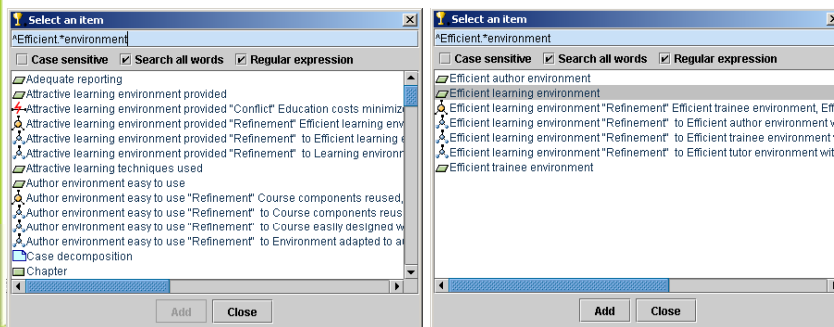 Select an item
^Efficient.*environment
Case sensitive Search all words Regular expression
Adequate reporting
Attractive learning environment provided
Attractive learning environment provided "Conflict" Education costs minimize
Attractive learning environment provided "Refinement" Efficient learning env
Attractive learning environment provided "Refinement" to Efficient learning e
Attractive learning environment provided "Refinement" to Learning environm
Attractive learning techniques used
Author environment easy to use
Author environment easy to use "Refinement" Course components reused,
Author environment easy to use "Refinement" to Course components reus
Author environment easy to use "Refinement" to Course easily designed w
Author environment easy to use "Refinement" to Environment adapted to au
Case decomposition
Chapter
Add Close
Select an item
^Efficient.*environment
Case sensitive Search all words Regular expression
Efficient author environment
Efficient learning environment
Efficient learning environment "Refinement" Efficient trainee environment, Eff
Efficient learning environment "Refinement" to Efficient author environment w
Efficient learning environment "Refinement" to Efficient trainee environment
Efficient learning environment "Refinement" to Efficient tutor environment wit
Efficient trainee environment
Add Close